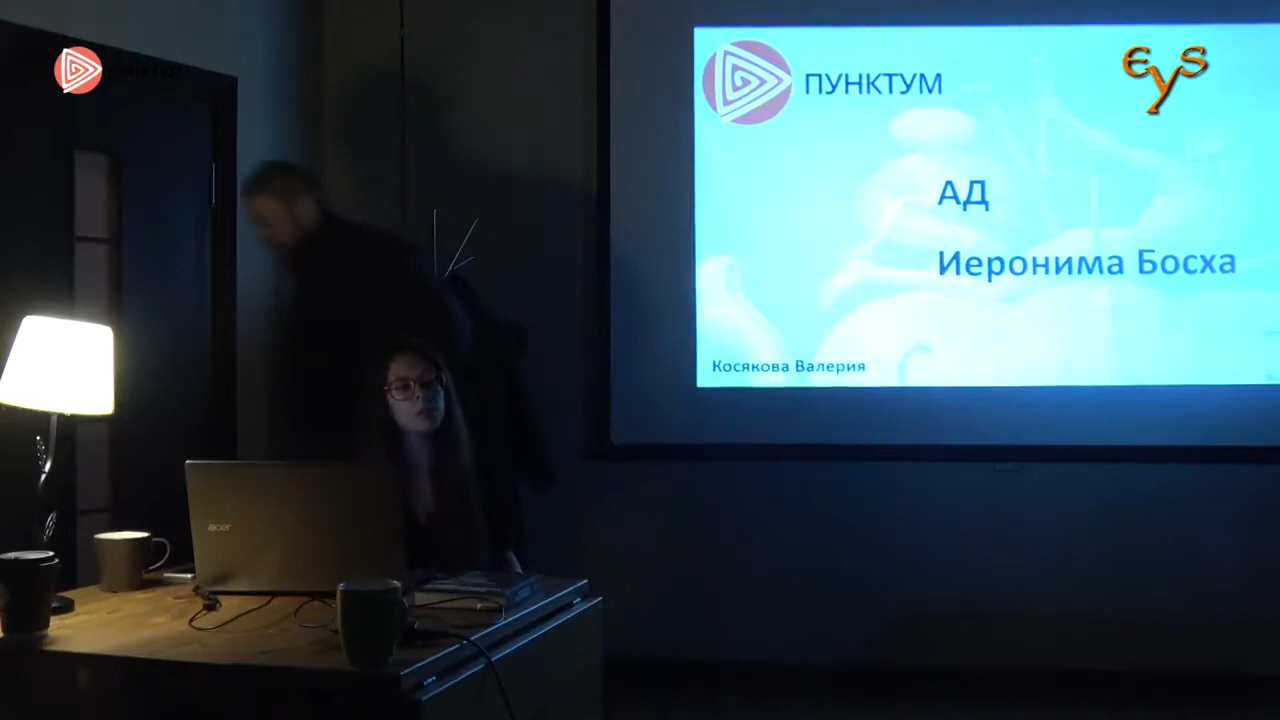 ПУНКТУМ
EYS
АД
Иеронима Босха
Косякова Валерия
acer